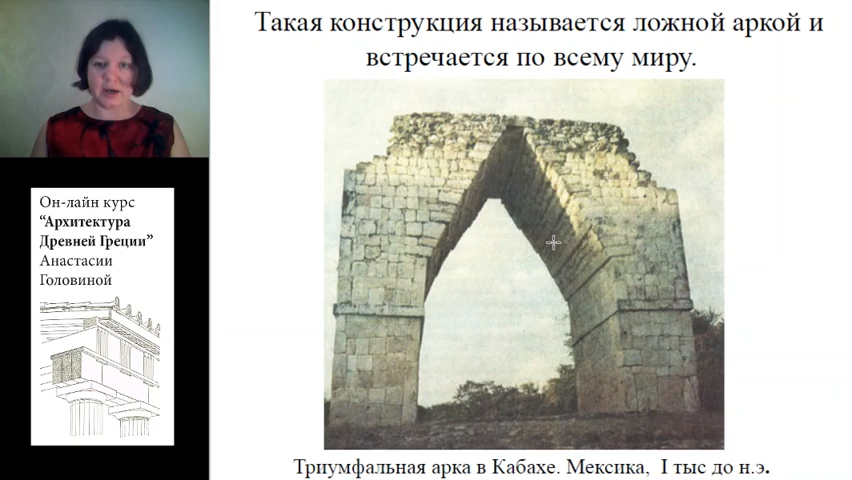 Такая конструкция называется ложной аркой и
встречается по всему миру.
Он-лайн курс
“Архитектура
Древней Греции”
Анастасии
Головиной
Триумфальная арка в Кабахе. Мексика, I тыс до н.э.